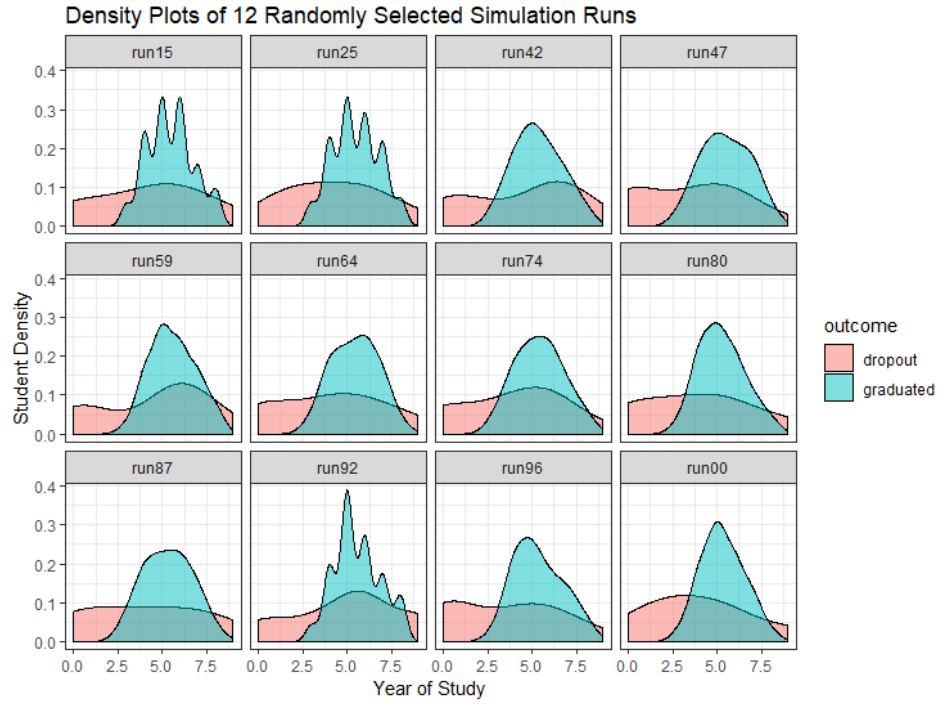 Density Plots of 12 Randomly Selected Simulation Runs
run15 run25 run42 run47
0.4
0.3
0.2
0.1
0.0
run59 run64 run74 run80
0.4
0.3
0.2
0.1
0.0
run87 run92 run96 run00
0.4
0.3
0.2
0.1
0.0
0.0 2.5 5.0 7.5 0.0 2.5 5.0 7.5 0.0 2.5 5.0 7.5 0.0 2.5 5.0 7.5
Year of Study
Student Density
outcome
dropout
graduated